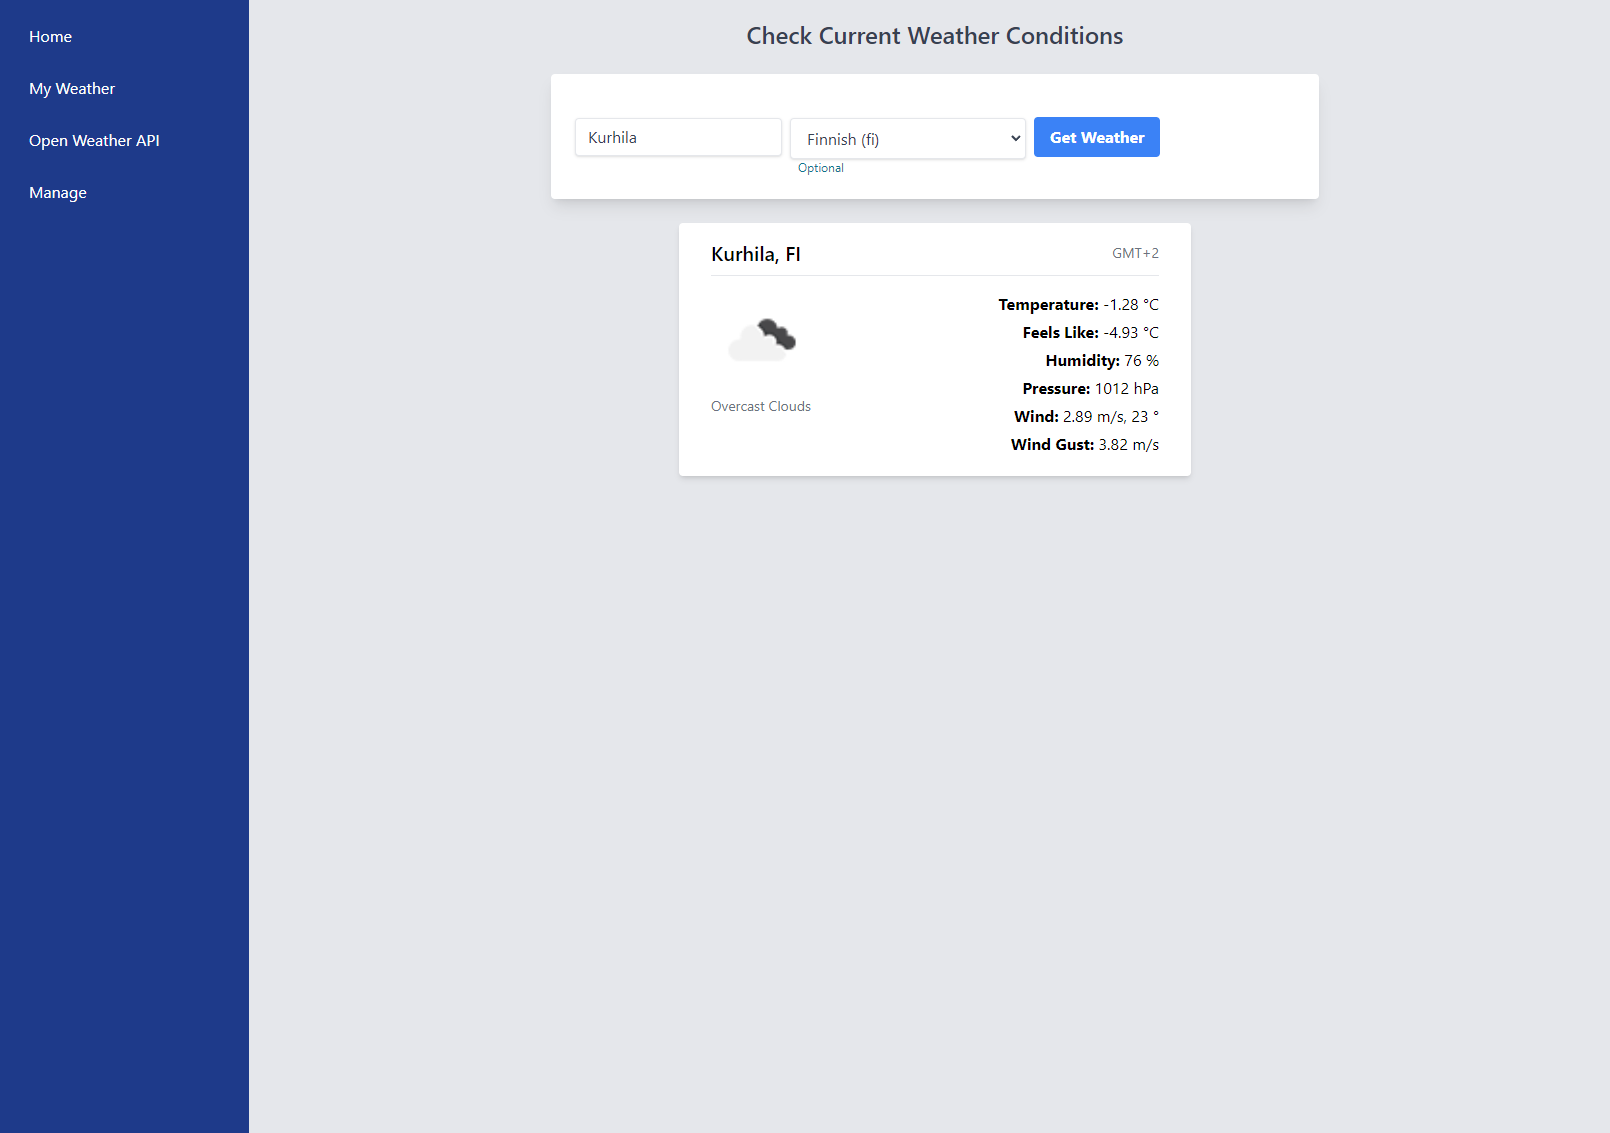 Home
My Weather
Open Weather API
Manage
Check Current Weather Conditions
Kurhila
Finnish (fi)
Get Weather
Optional
Kurhila, FI
GMT+2
Overcast Clouds
Temperature: -1.28 °C
Feels Like: -4.93 °C
Humidity: 76 %
Pressure: 1012 hPa
Wind: 2.89 m/s, 23 °
Wind Gust: 3.82 m/s